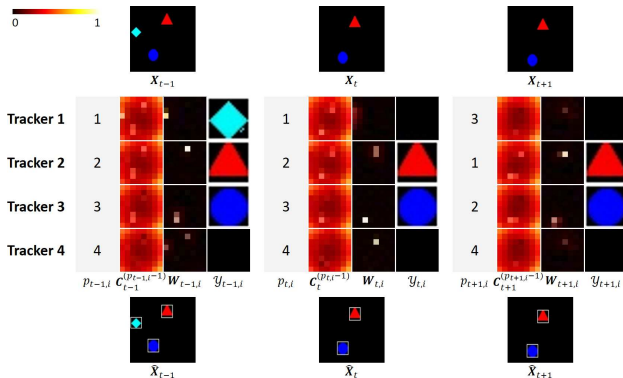 0 1
X_{t−1} X_t X_{t+1}
Tracker 1 1 1 3
Tracker 2 2 2 1
Tracker 3 3 3 2
Tracker 4 4 4 4
p_{t−1,i} C_{t−1}^{(p_{t−1,i}−1)} W_{t−1,i} 𝒴_{t−1,i} p_{t,i} C_t^{(p_{t,i}−1)} W_{t,i} 𝒴_{t,i} p_{t+1,i} C_{t+1}^{(p_{t+1,i}−1)} W_{t+1,i} 𝒴_{t+1,i}
X̂_{t−1} X̂_t X̂_{t+1}